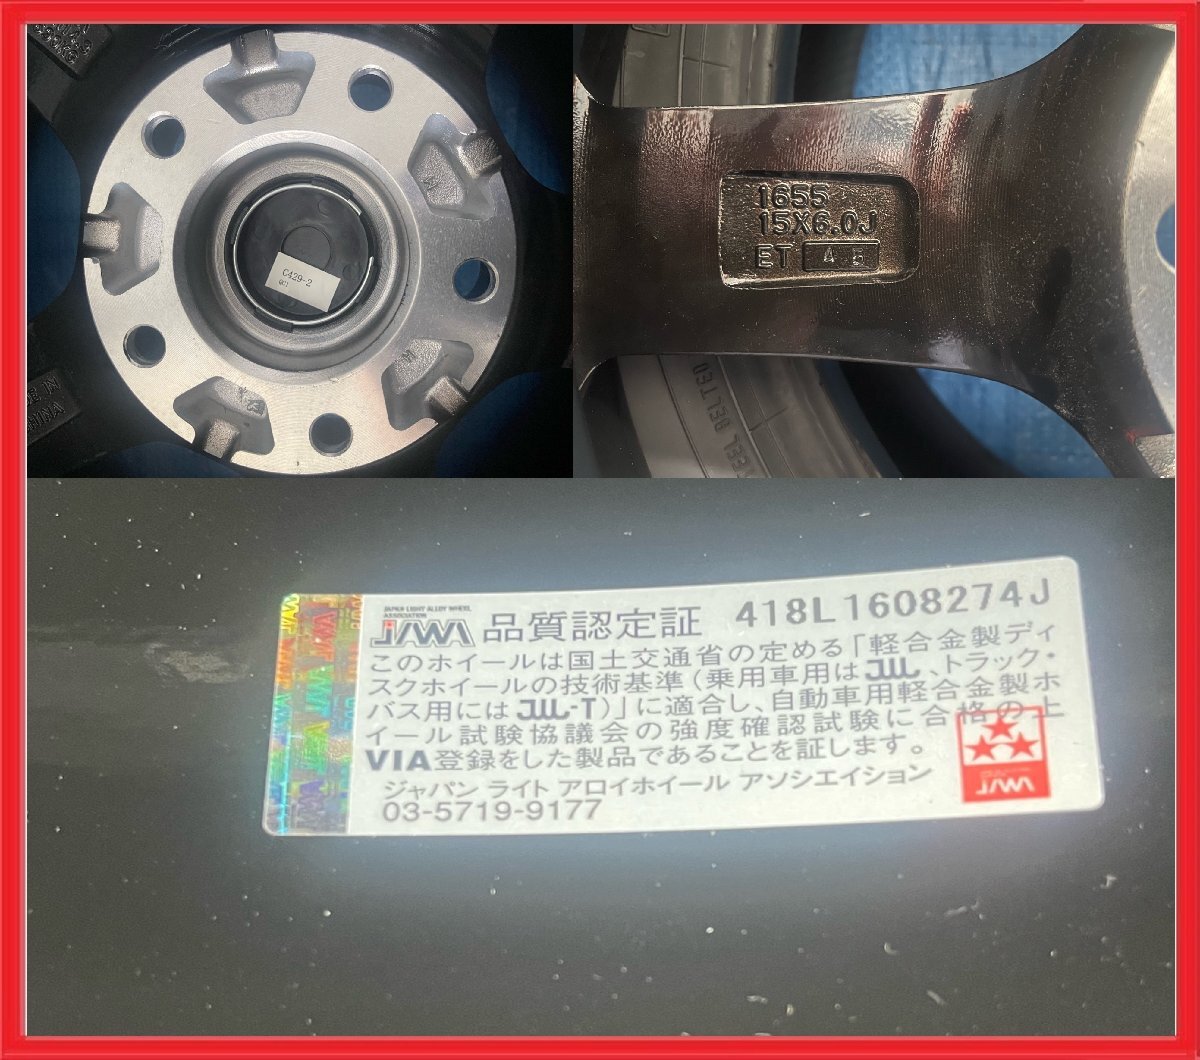 C429-2
MADE IN
CHINA
1655
15X6.0J
ET 45
STEEL BELTED
JAPAN LIGHT ALLOY WHEEL
ASSOCIATION
JAWA 品質認定証 418L1608274J
このホイールは国土交通省の定める「軽合金製ディ
スクホイールの技術基準(乗用車用はJWL、トラック・
バス用にはJWL-T)」に適合し、自動車用軽合金製ホ
イール試験協議会の強度確認試験に合格の上
VIA登録をした製品であることを証します。
ジャパン ライト アロイホイール アソシエイション
03-5719-9177
JAWA